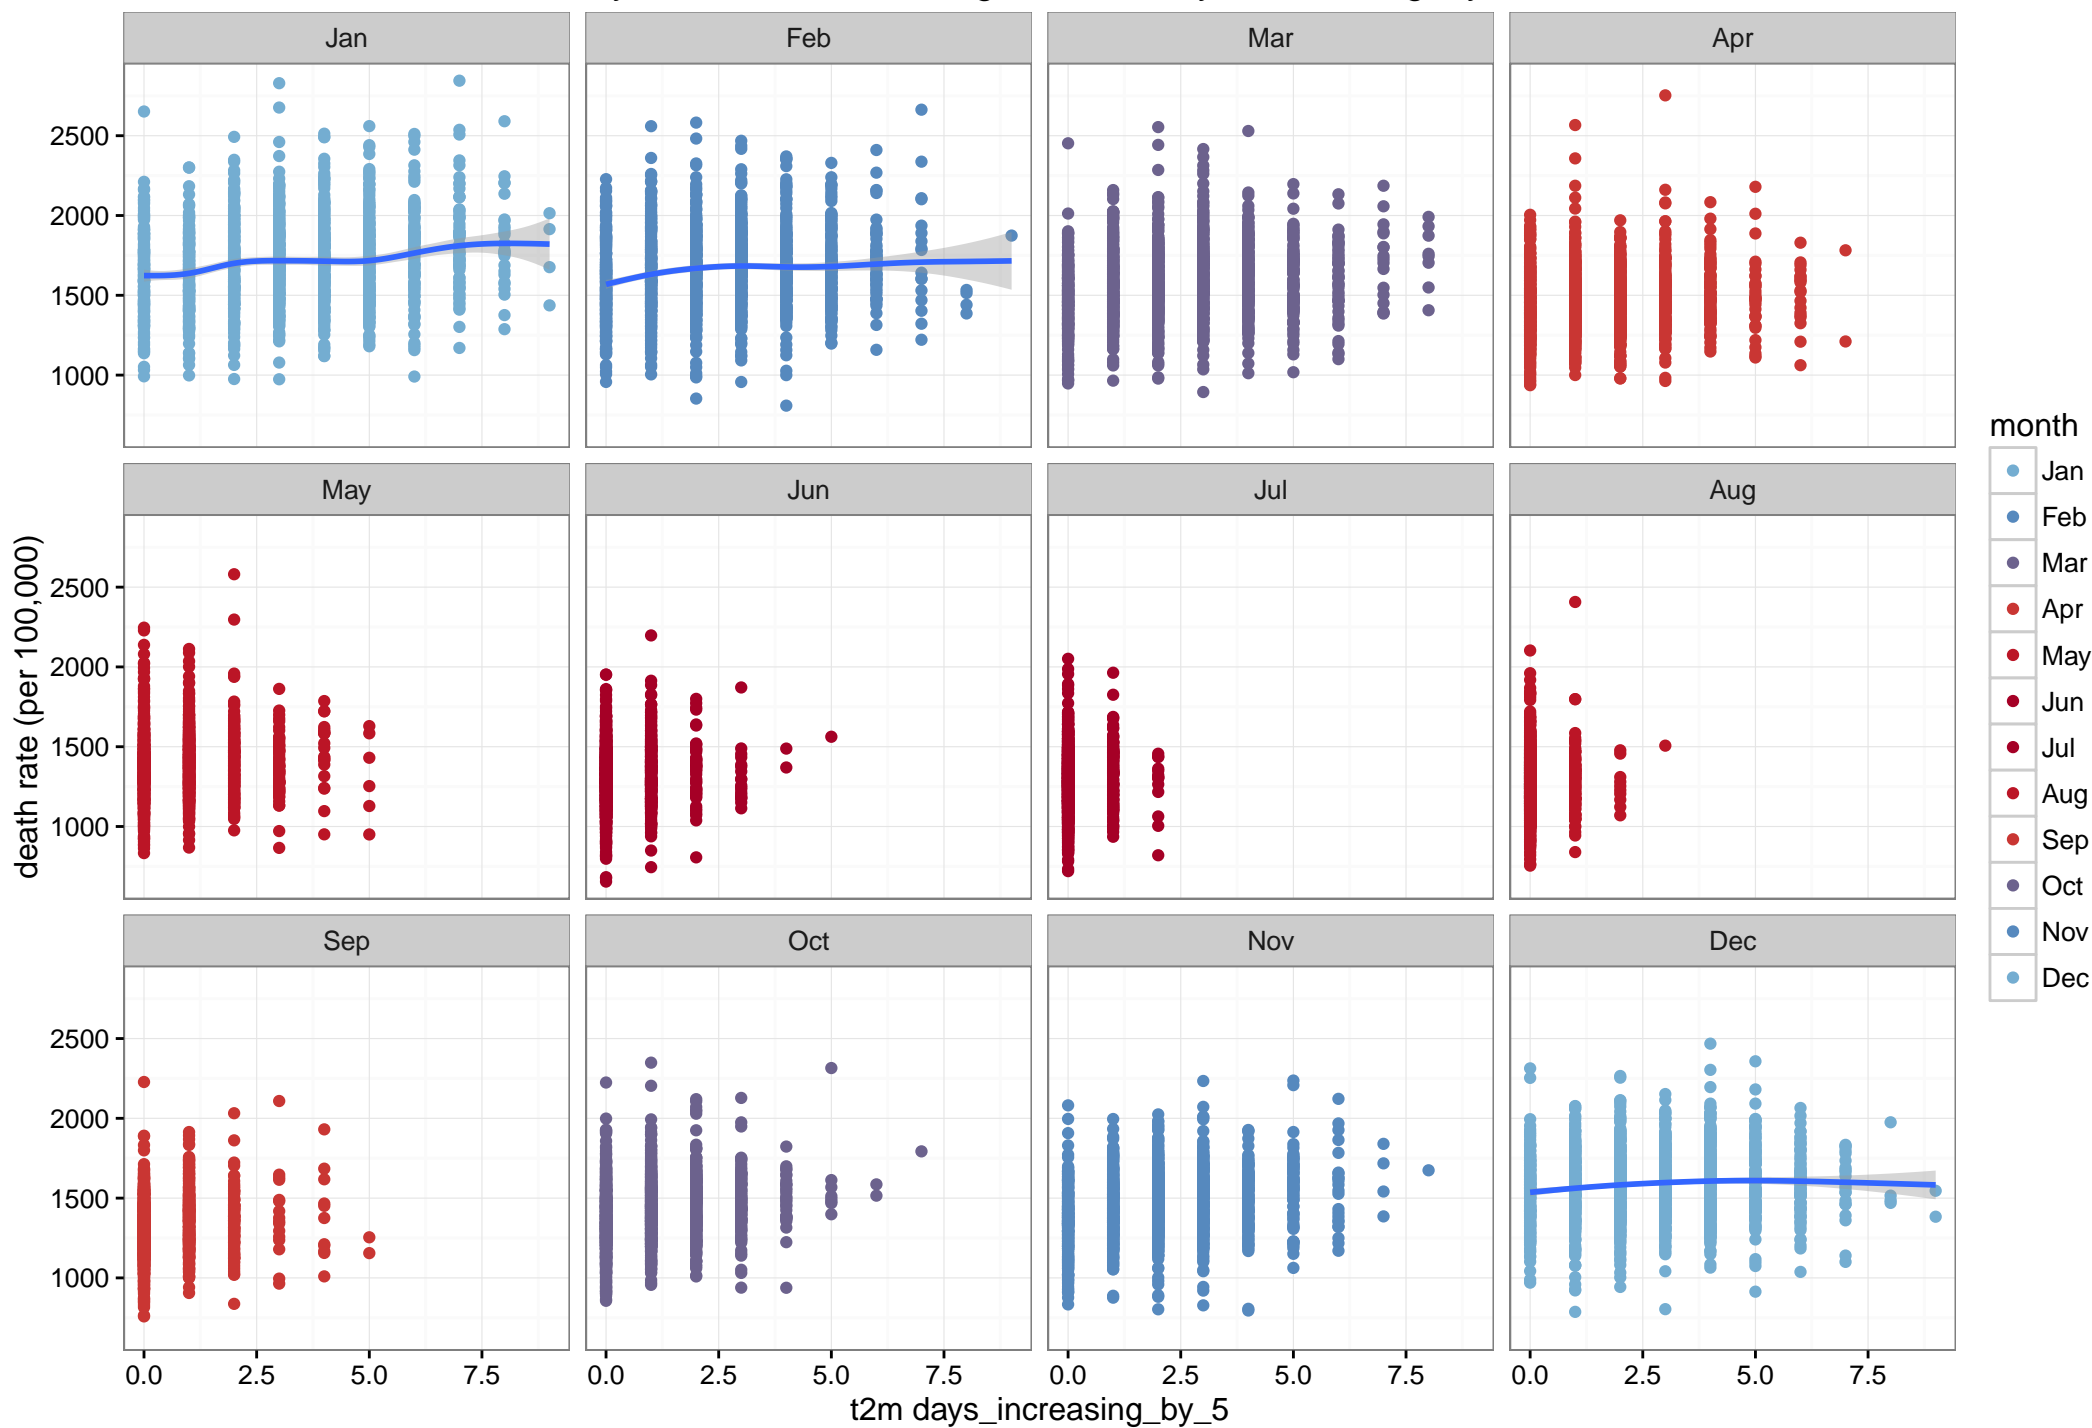 Jan Feb Mar Apr
2500
2000
1500
1000
May Jun Jul Aug
2500
2000
1500
1000
Sep Oct Nov Dec
2500
2000
1500
1000
0.0 2.5 5.0 7.5 0.0 2.5 5.0 7.5 0.0 2.5 5.0 7.5 0.0 2.5 5.0 7.5
t2m days_increasing_by_5
death rate (per 100,000)
month
Jan
Feb
Mar
Apr
May
Jun
Jul
Aug
Sep
Oct
Nov
Dec